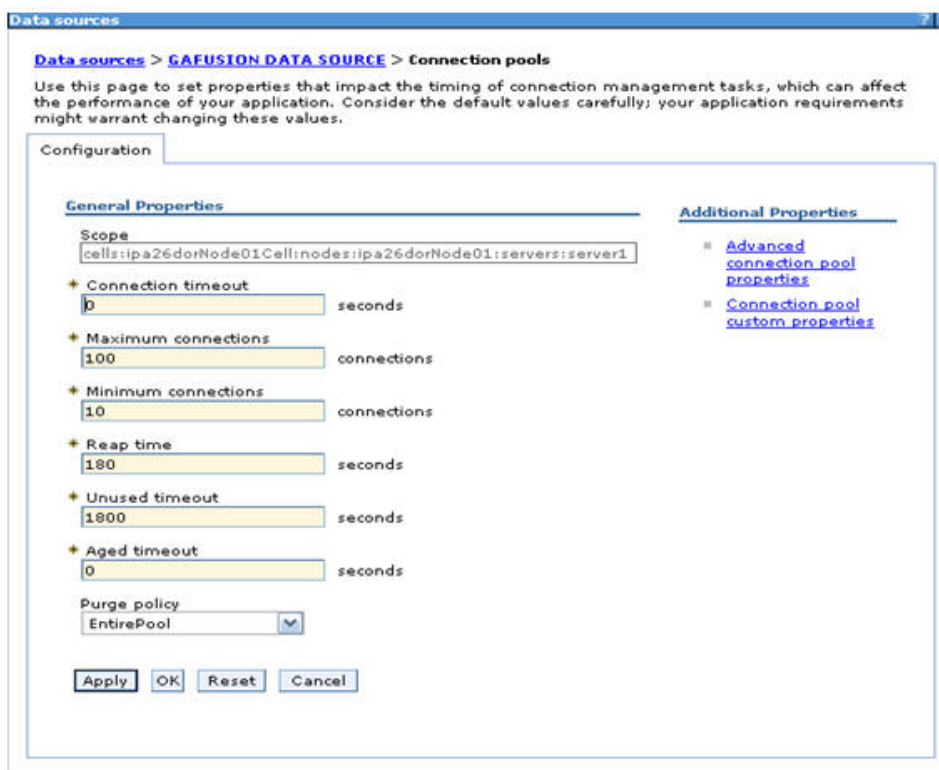 Data sources
?
Data sources > GAFUSION DATA SOURCE > Connection pools
Use this page to set properties that impact the timing of connection management tasks, which can affect
the performance of your application. Consider the default values carefully; your application requirements
might warrant changing these values.
Configuration
General Properties
Scope
cells:ipa26dorNode01Cell:nodes:ipa26dorNode01:servers:server1
* Connection timeout
0 seconds
* Maximum connections
100 connections
* Minimum connections
10 connections
* Reap time
180 seconds
* Unused timeout
1800 seconds
* Aged timeout
0 seconds
Purge policy
EntirePool
Apply OK Reset Cancel
Additional Properties
Advanced
connection pool
properties
Connection pool
custom properties